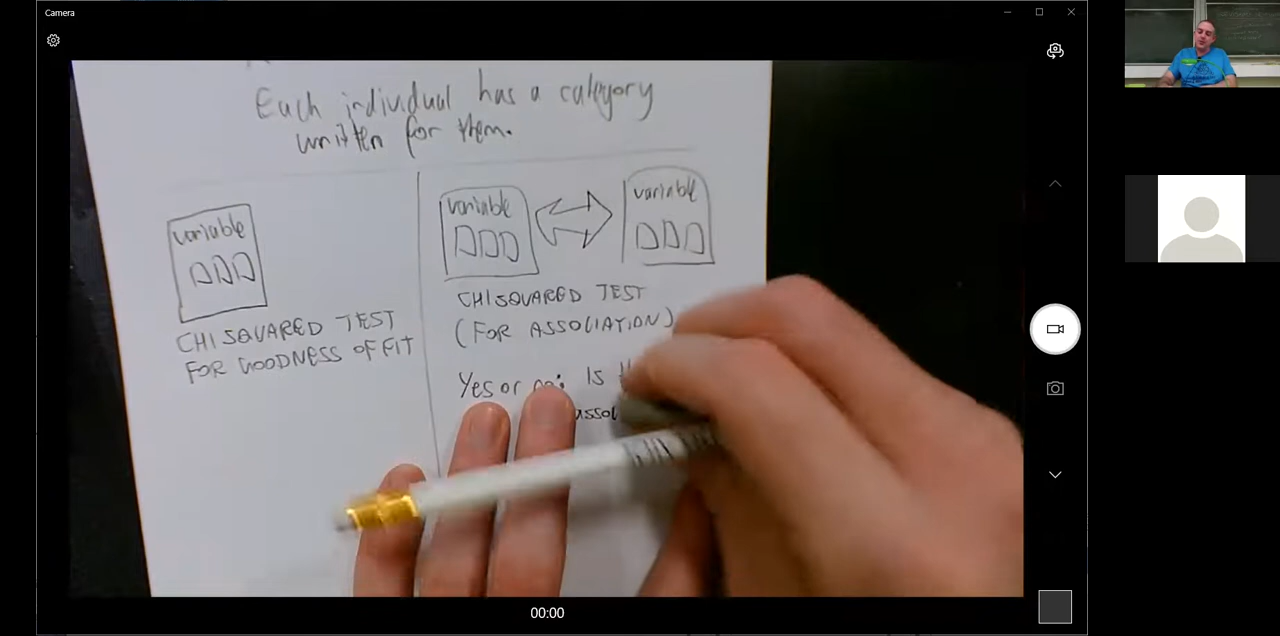 Camera
Each individual has a category
written for them.
variable
CHI SQUARED TEST
FOR GOODNESS OF FIT
variable
variable
CHI SQUARED TEST
(FOR ASSOCIATION)
Yes or no: Is
00:00